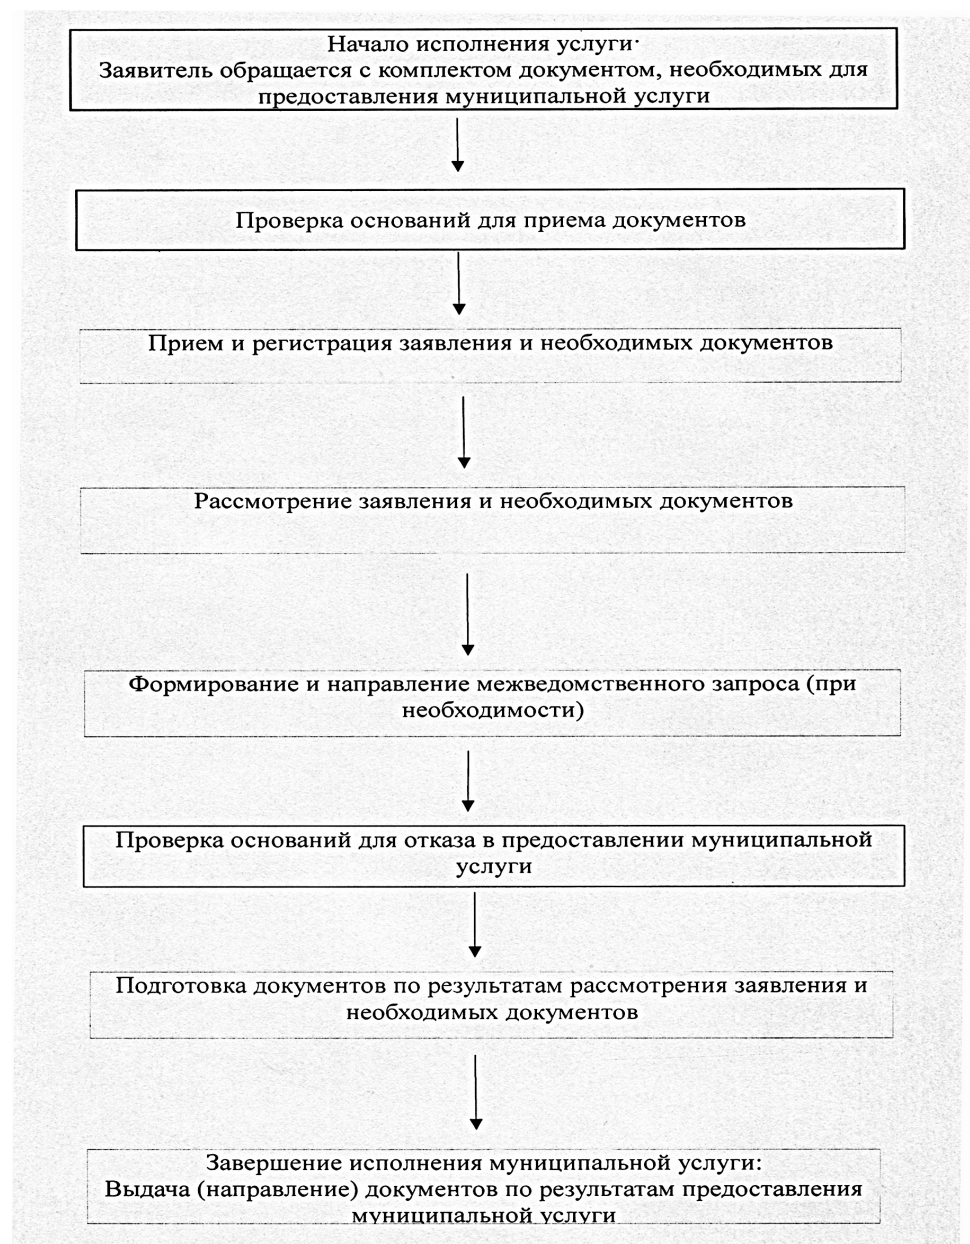 Начало исполнения услуги·
Заявитель обращается с комплектом документом, необходимых для
предоставления муниципальной услуги
Проверка оснований для приема документов
Прием и регистрация заявления и необходимых документов
Рассмотрение заявления и необходимых документов
Формирование и направление межведомственного запроса (при
необходимости)
Проверка оснований для отказа в предоставлении муниципальной
услуги
Подготовка документов по результатам рассмотрения заявления и
необходимых документов
Завершение исполнения муниципальной услуги:
Выдача (направление) документов по результатам предоставления
муниципальной услуги